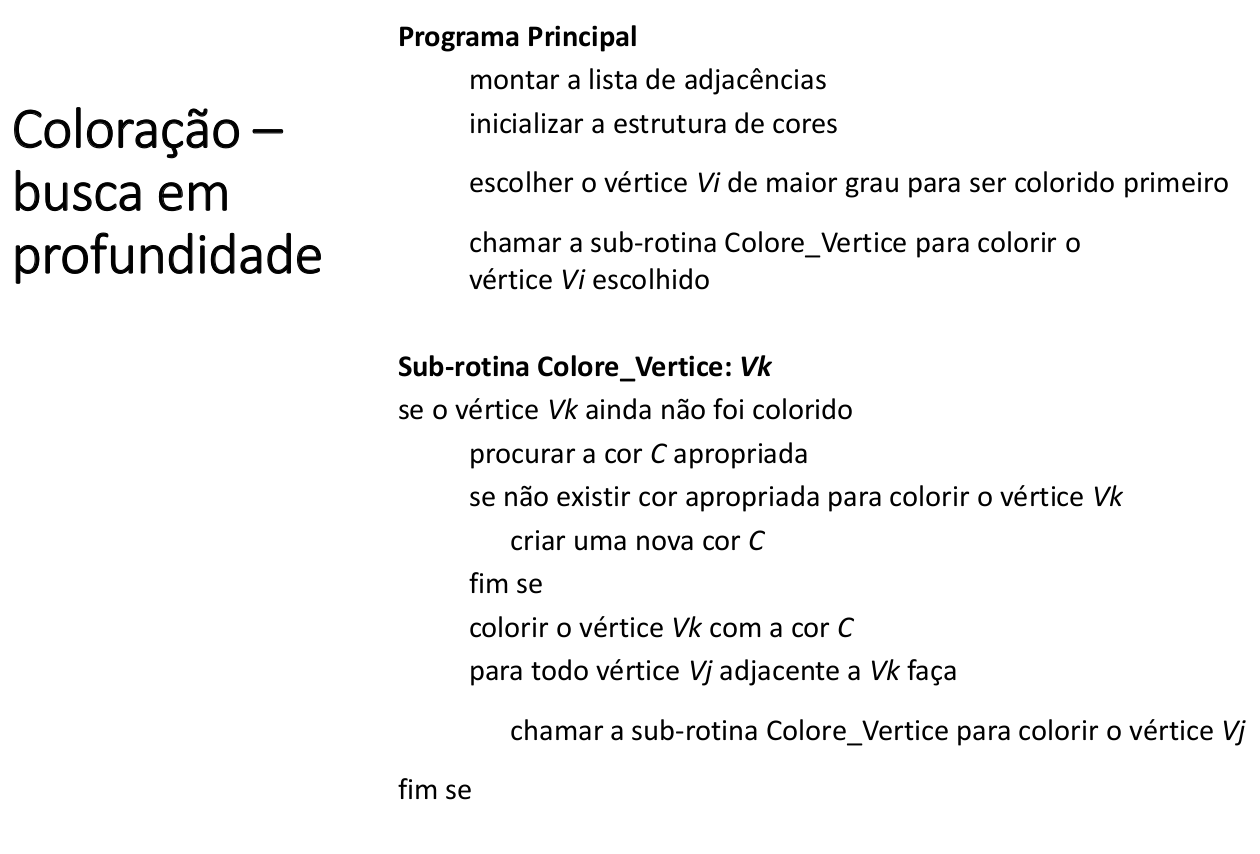 Coloração –
busca em
profundidade
Programa Principal
montar a lista de adjacências
inicializar a estrutura de cores
escolher o vértice Vi de maior grau para ser colorido primeiro
chamar a sub-rotina Colore_Vertice para colorir o
vértice Vi escolhido
Sub-rotina Colore_Vertice: Vk
se o vértice Vk ainda não foi colorido
procurar a cor C apropriada
se não existir cor apropriada para colorir o vértice Vk
criar uma nova cor C
fim se
colorir o vértice Vk com a cor C
para todo vértice Vj adjacente a Vk faça
chamar a sub-rotina Colore_Vertice para colorir o vértice Vj
fim se